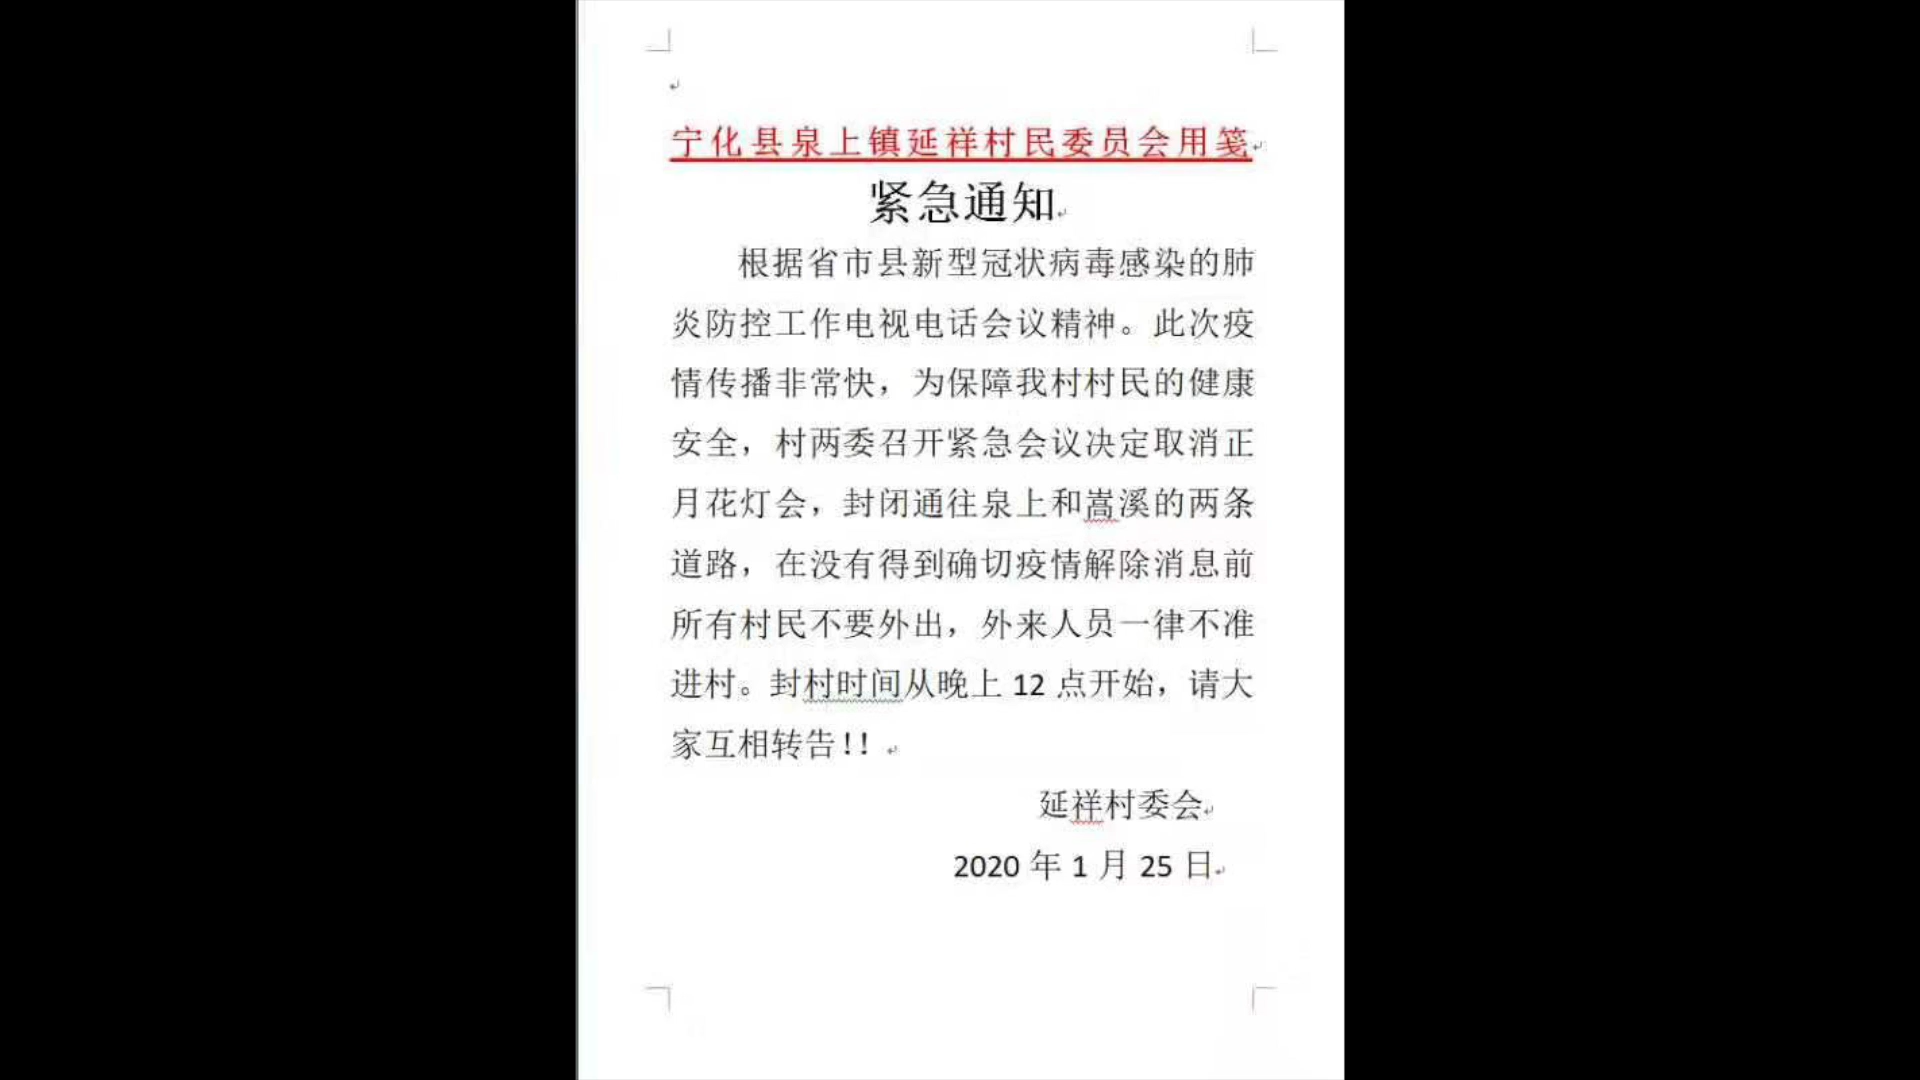 宁化县泉上镇延祥村民委员会用笺
紧急通知
根据省市县新型冠状病毒感染的肺
炎防控工作电视电话会议精神。此次疫
情传播非常快，为保障我村村民的健康
安全，村两委召开紧急会议决定取消正
月花灯会，封闭通往泉上和嵩溪的两条
道路，在没有得到确切疫情解除消息前
所有村民不要外出，外来人员一律不准
进村。封村时间从晚上 12 点开始，请大
家互相转告！！
延祥村委会
2020 年 1 月 25 日